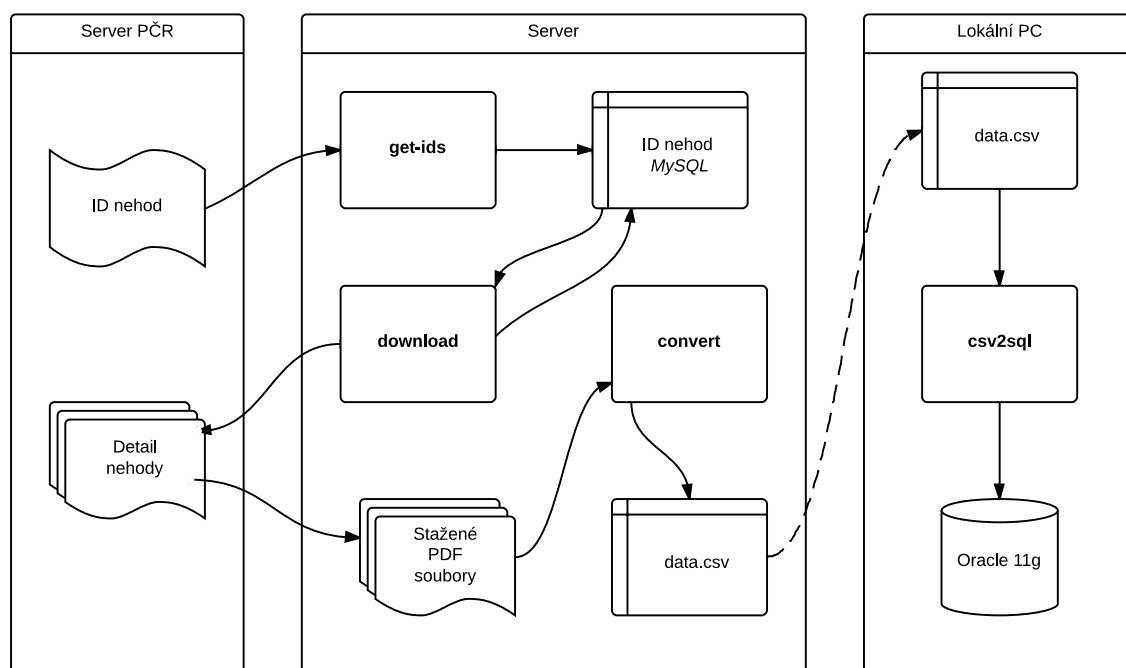 Server PČR
Server
Lokální PC
ID nehod
get-ids
ID nehod
MySQL
data.csv
download
convert
csv2sql
Detail
nehody
Stažené
PDF
soubory
data.csv
Oracle 11g